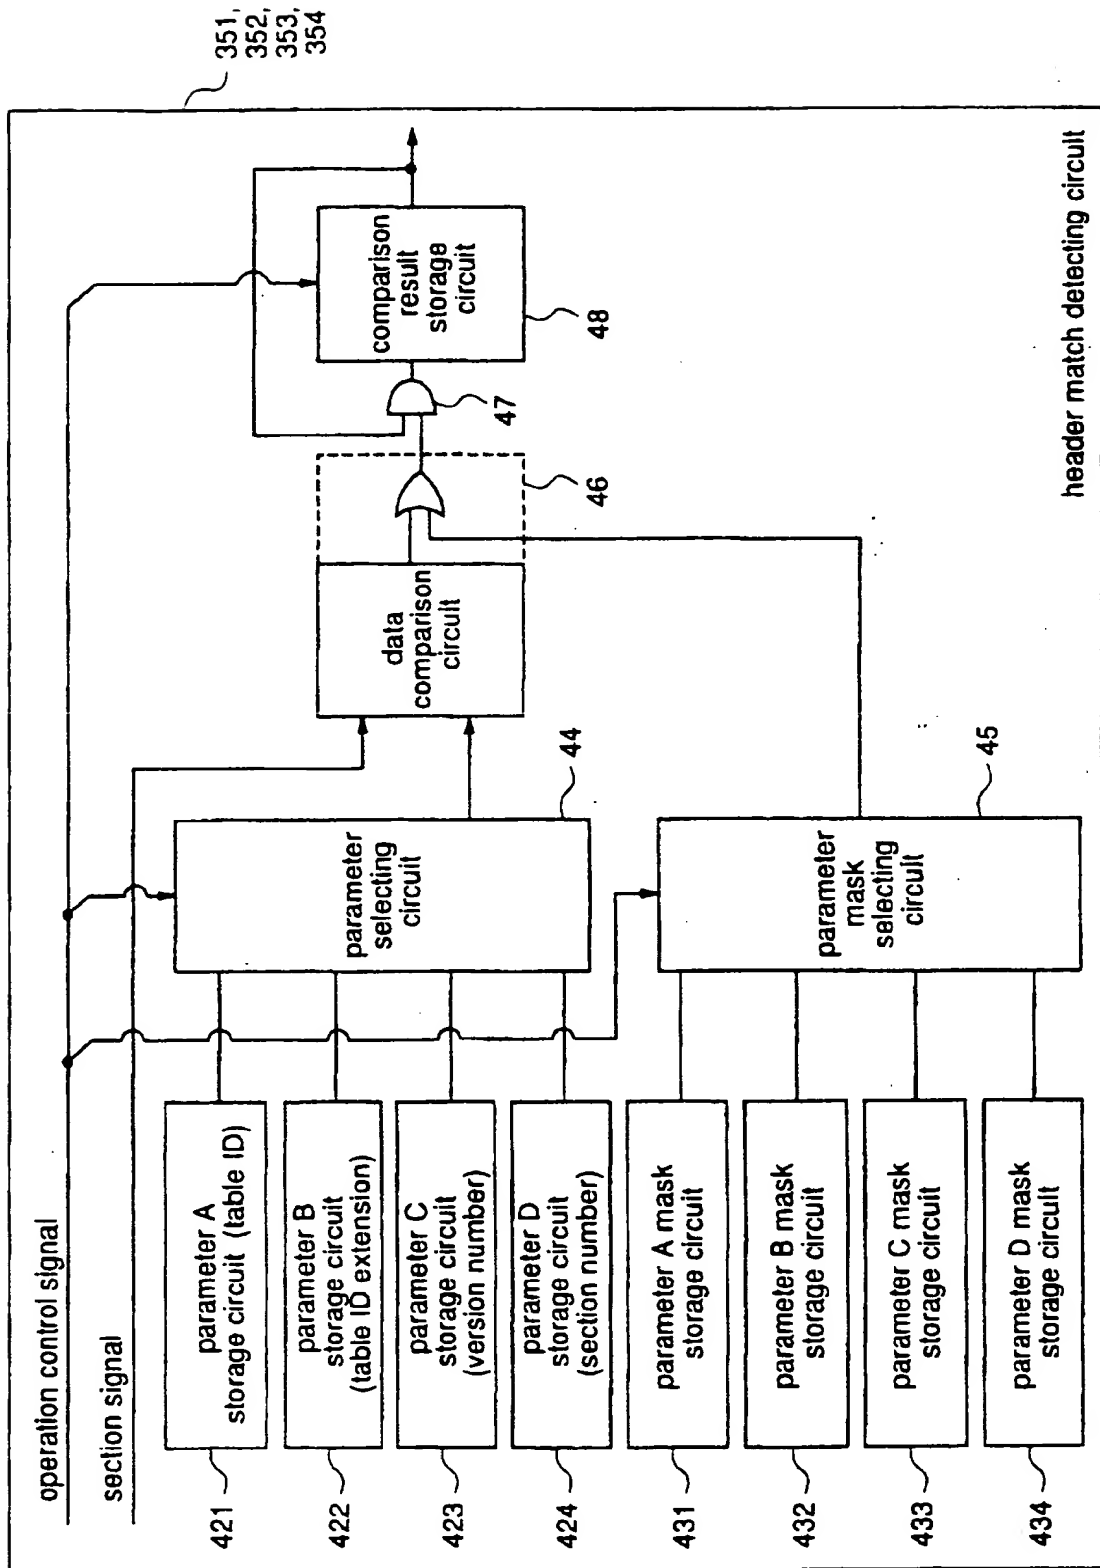 operation control signal
section signal
421
parameter A
storage circuit (table ID)
422
parameter B
storage circuit
(table ID extension)
423
parameter C
storage circuit
(version number)
424
parameter D
storage circuit
(section number)
431
parameter A mask
storage circuit
432
parameter B mask
storage circuit
433
parameter C mask
storage circuit
434
parameter D mask
storage circuit
parameter
selecting
circuit
44
parameter
mask
selecting
circuit
45
data
comparison
circuit
46
47
comparison
result
storage
circuit
48
351,
352,
353,
354
header match detecting circuit